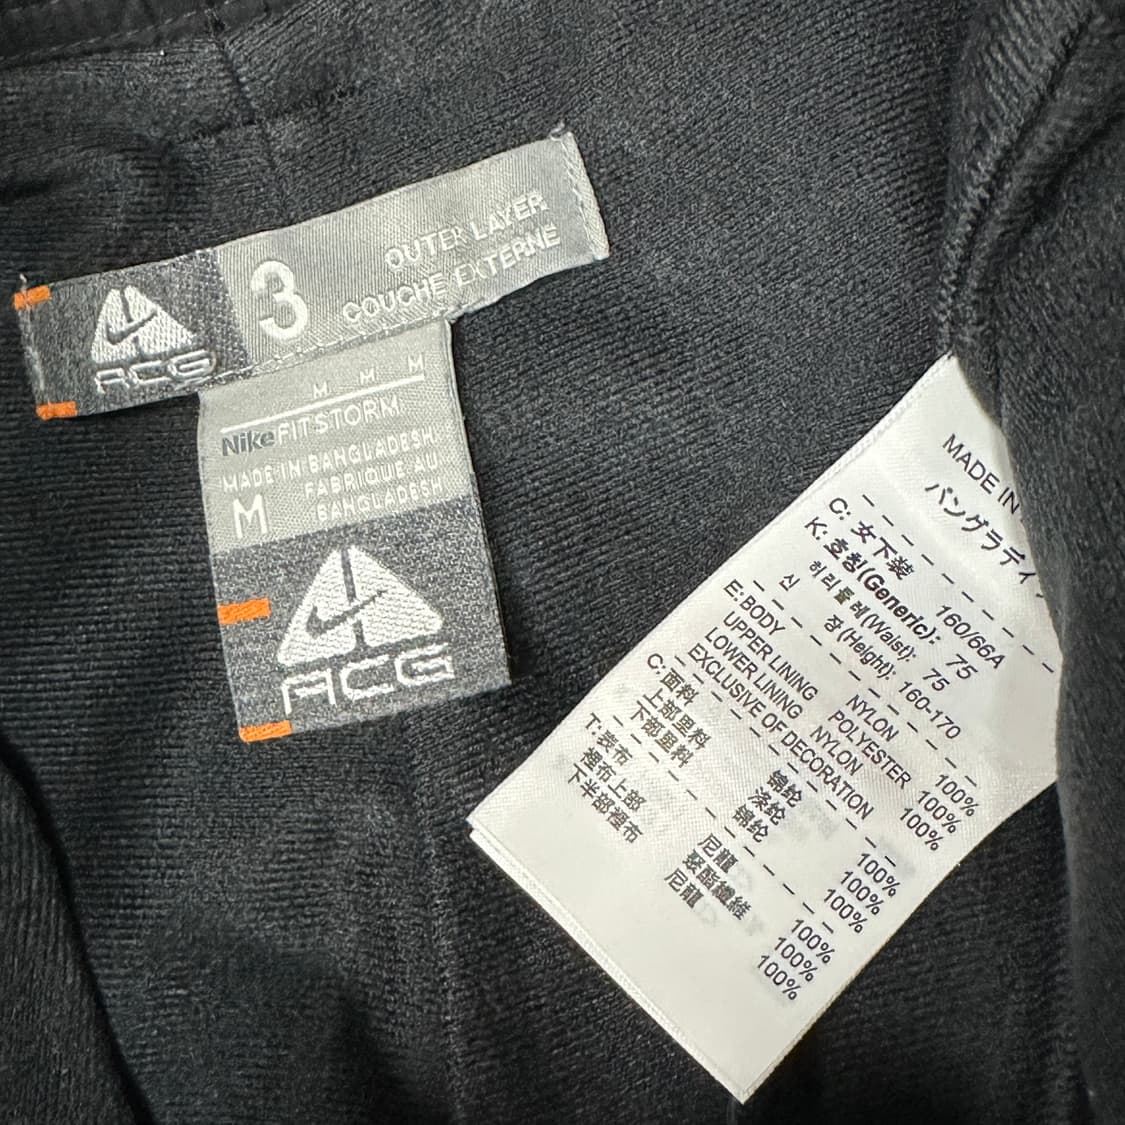 ACG
3
OUTER LAYER
COUCHE EXTERNE
M M M
Nike FIT STORM
MADE IN BANGLADESH
FABRIQUE AU
BANGLADESH
M
ACG
MADE IN
バングラデ
C: 女下装 160/66A
K: 호칭(Generic): 75
허리둘레(Waist): 75
신 장(Height): 160-170
E: BODY NYLON 100%
UPPER LINING POLYESTER 100%
LOWER LINING NYLON 100%
EXCLUSIVE OF DECORATION
C: 面料 锦纶 100%
上部里料 涤纶 100%
下部里料 锦纶 100%
T: 表布 尼龍 100%
裡布上部 聚酯纖維 100%
下半部裡布 尼龍 100%